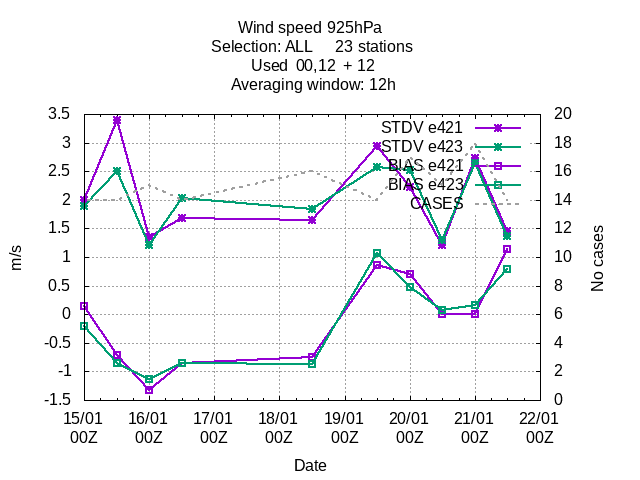 Wind speed 925hPa
Selection: ALL 23 stations
Used 00,12 + 12
Averaging window: 12h
3.5
3
2.5
2
1.5
1
0.5
0
-0.5
-1
-1.5
m/s
STDV e421
STDV e423
BIAS e421
BIAS e423
CASES
20
18
16
14
12
10
8
6
4
2
0
No cases
15/01 16/01 17/01 18/01 19/01 20/01 21/01 22/01
00Z 00Z 00Z 00Z 00Z 00Z 00Z 00Z
Date